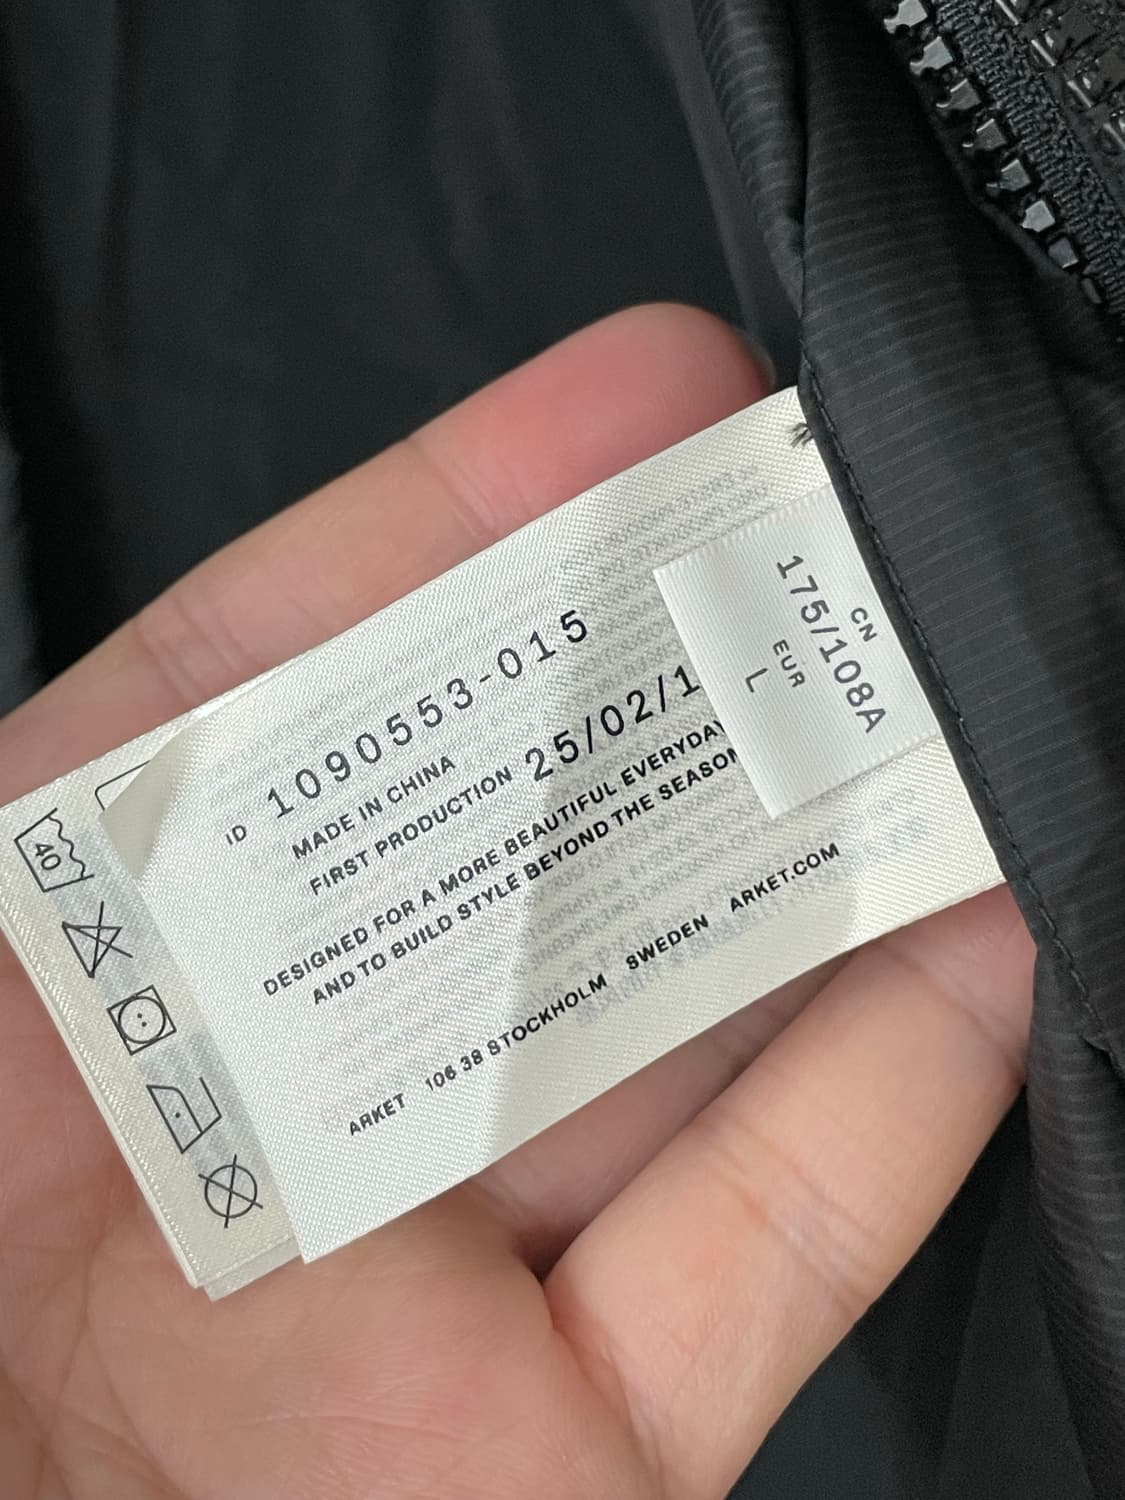 ID 1090553-015
MADE IN CHINA
FIRST PRODUCTION 25/02/1
DESIGNED FOR A MORE BEAUTIFUL EVERYDAY
AND TO BUILD STYLE BEYOND THE SEASON
ARKET 106 38 STOCKHOLM SWEDEN ARKET.COM
CN
175/108A
EUR
L
40